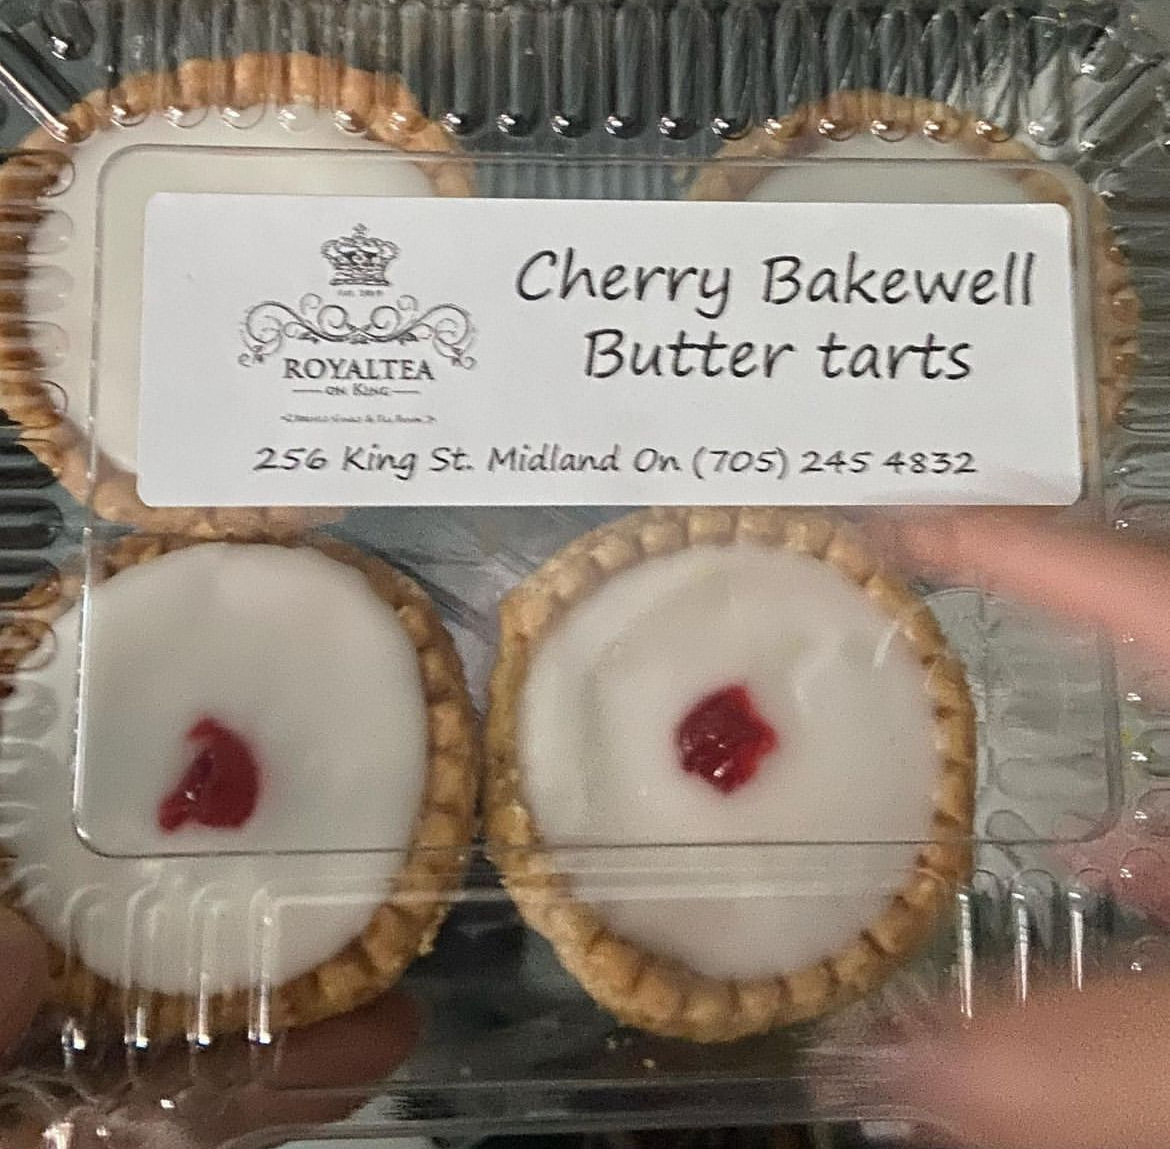 Cherry Bakewell
Butter tarts
ROYALTEA
ON KING
256 King St. Midland On (705) 245 4832